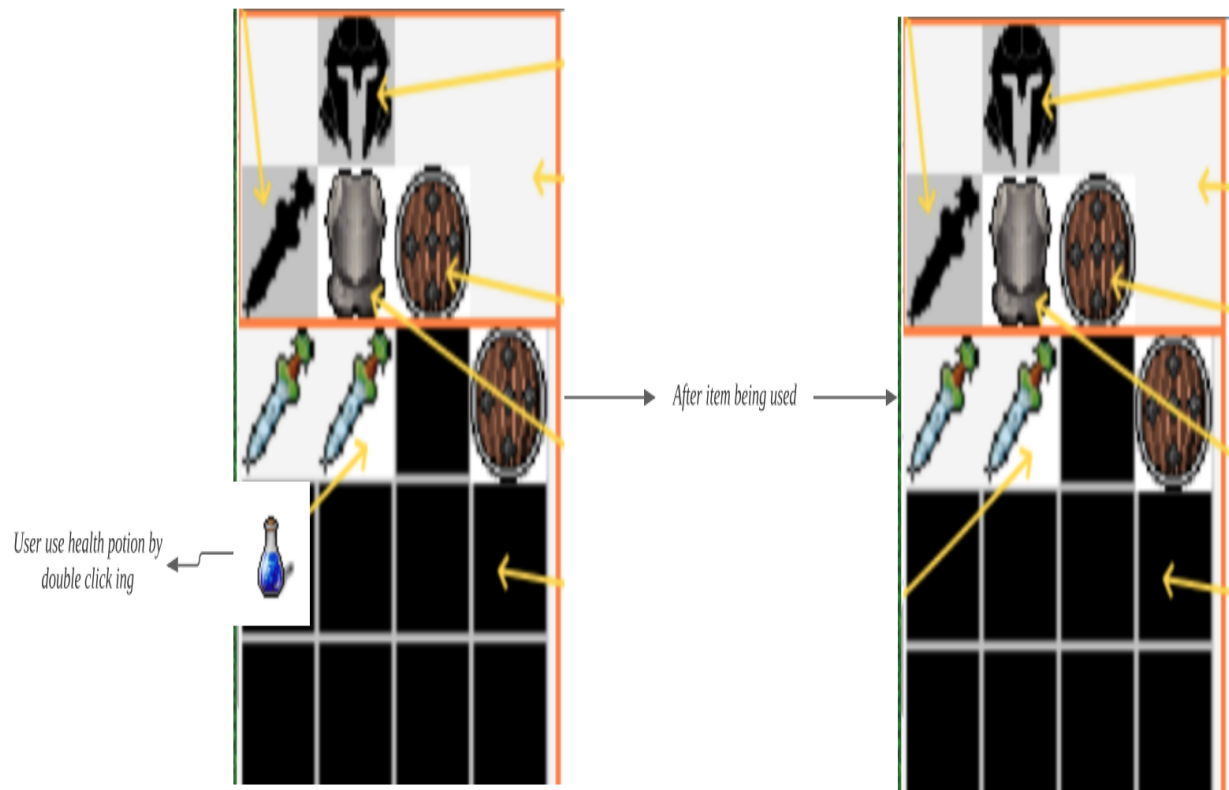 After item being used
User use health potion by
double click ing